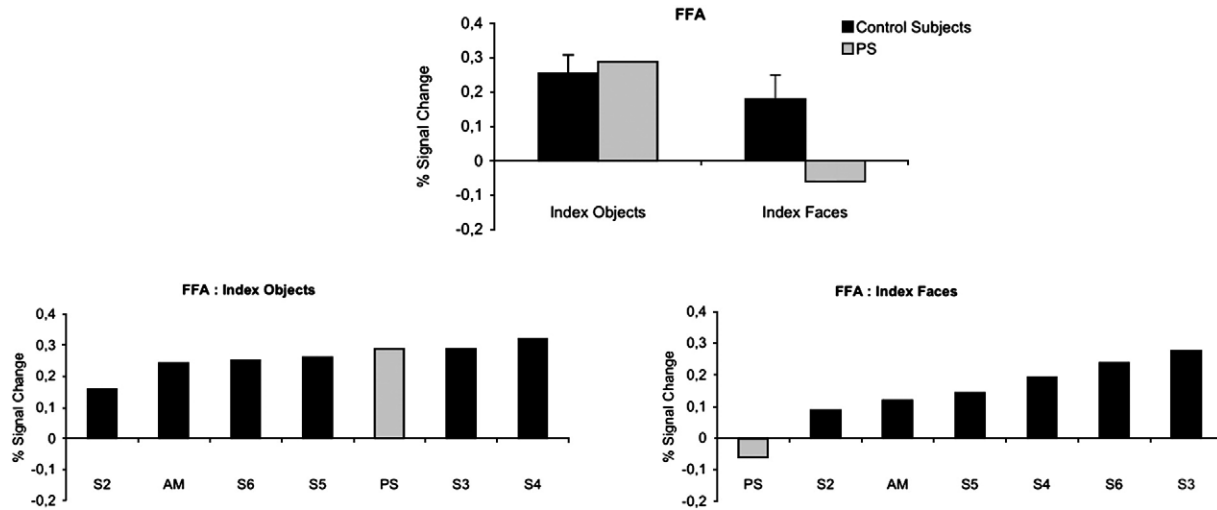 FFA
Control Subjects
PS
% Signal Change
0,4
0,3
0,2
0,1
0
-0,1
-0,2
Index Objects Index Faces
FFA : Index Objects
% Signal Change
0,4
0,3
0,2
0,1
0
-0,1
-0,2
S2 AM S6 S5 PS S3 S4
FFA : Index Faces
% Signal Change
0,4
0,3
0,2
0,1
0
-0,1
-0,2
PS S2 AM S5 S4 S6 S3